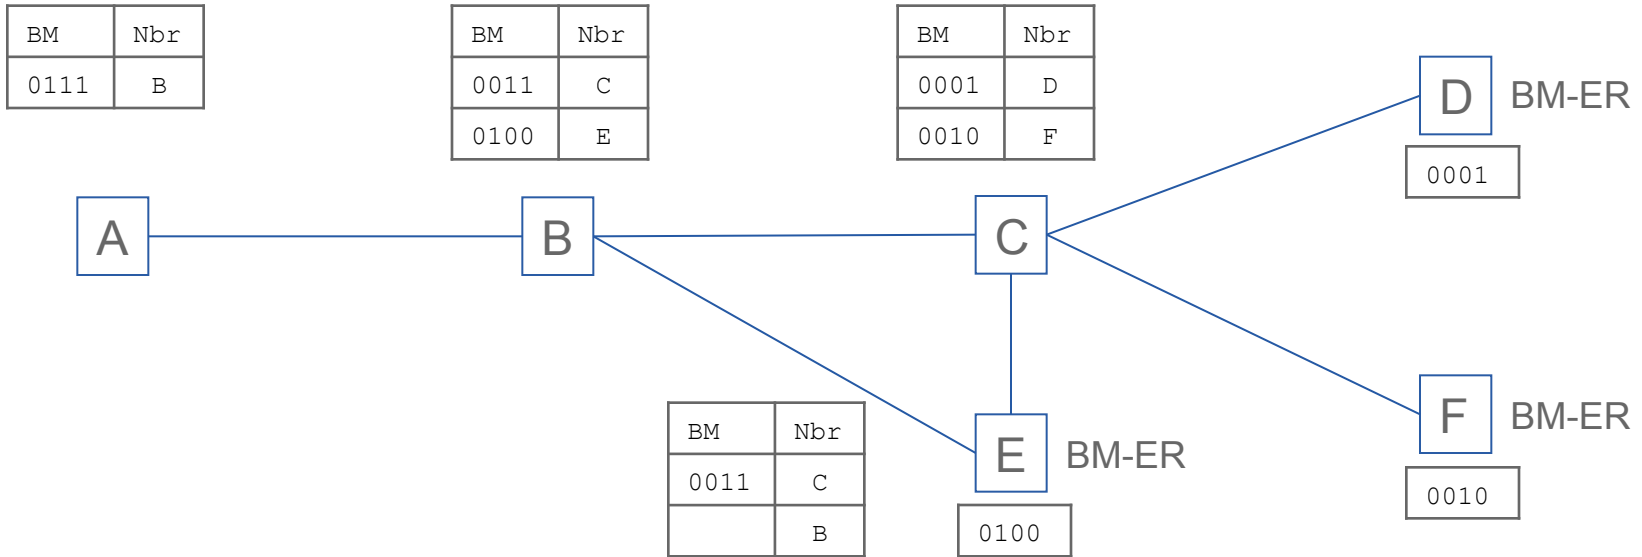 BM Nbr
0111 B
BM Nbr
0011 C
0100 E
BM Nbr
0001 D
0010 F
D BM-ER
0001
A
B
C
BM Nbr
0011 C
B
E BM-ER
0100
F BM-ER
0010